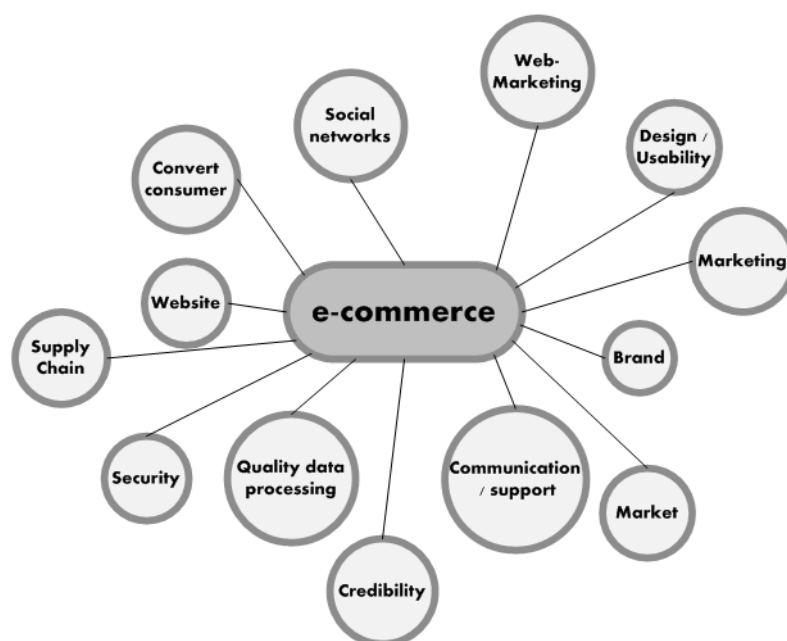 Web-
Marketing
Social
networks
Design /
Usability
Convert
consumer
Marketing
Website
e-commerce
Supply
Chain
Brand
Security
Quality data
processing
Communication
/ support
Market
Credibility